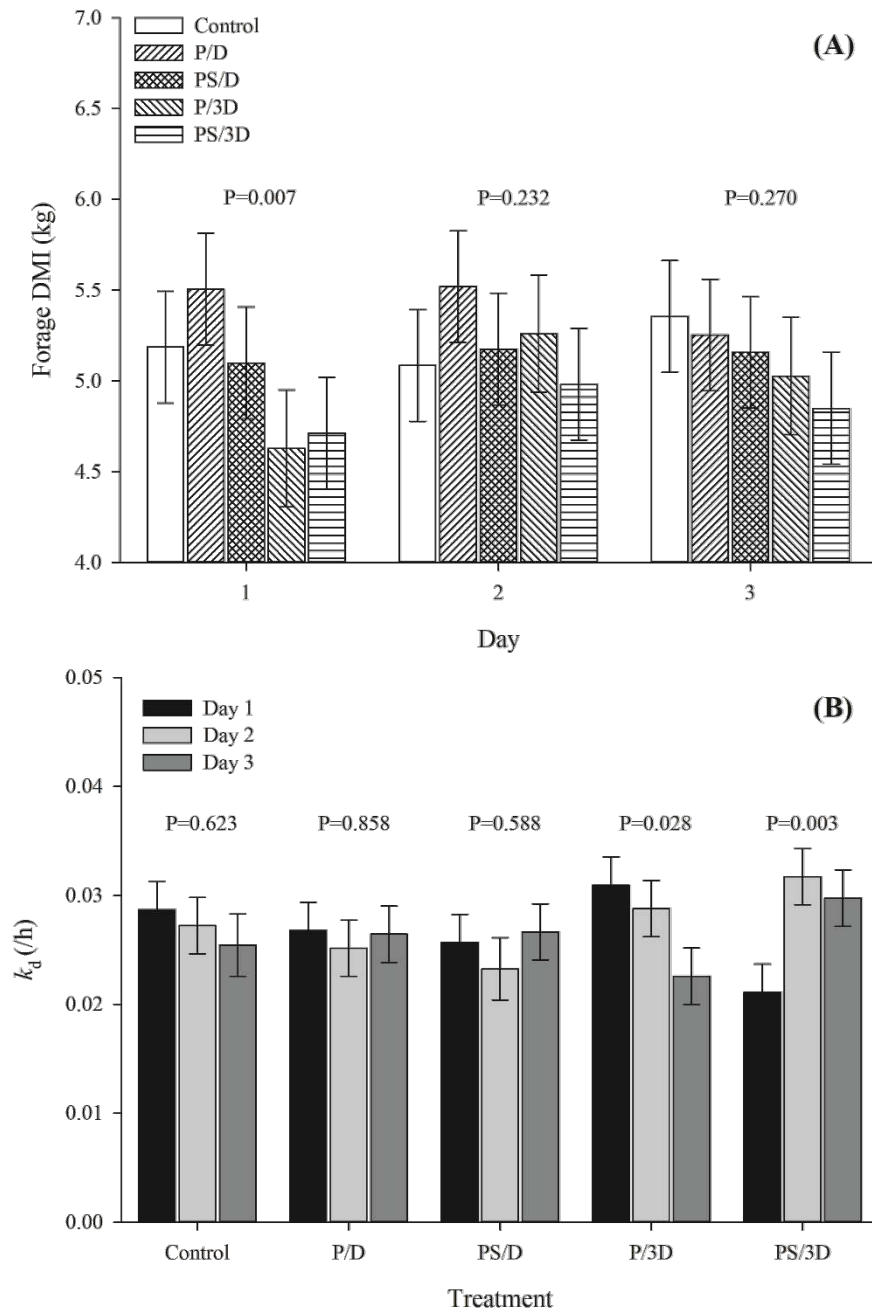 Control
P/D
PS/D
P/3D
PS/3D
(A)
7.0
6.5
6.0
5.5
5.0
4.5
4.0
Forage DMI (kg)
P=0.007
P=0.232
P=0.270
1
2
3
Day
Day 1
Day 2
Day 3
(B)
0.05
0.04
0.03
0.02
0.01
0.00
kd (/h)
P=0.623
P=0.858
P=0.588
P=0.028
P=0.003
Control
P/D
PS/D
P/3D
PS/3D
Treatment